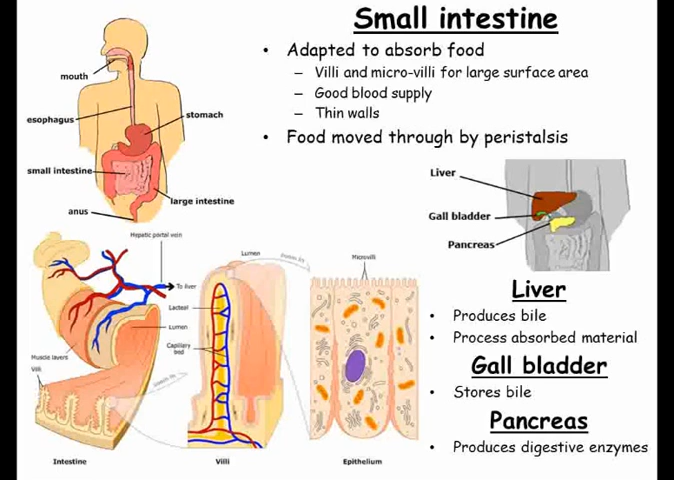 Small intestine
• Adapted to absorb food
– Villi and micro-villi for large surface area
– Good blood supply
– Thin walls
• Food moved through by peristalsis
mouth
esophagus
stomach
small intestine
large intestine
anus
Liver
Gall bladder
Pancreas
Hepatic portal vein
To liver
Lumen
Muscle layers
Villi
Intestine
Lumen
Lacteal
Capillary
bed
Villi
Microvilli
Epithelium
Liver
• Produces bile
• Process absorbed material
Gall bladder
• Stores bile
Pancreas
• Produces digestive enzymes